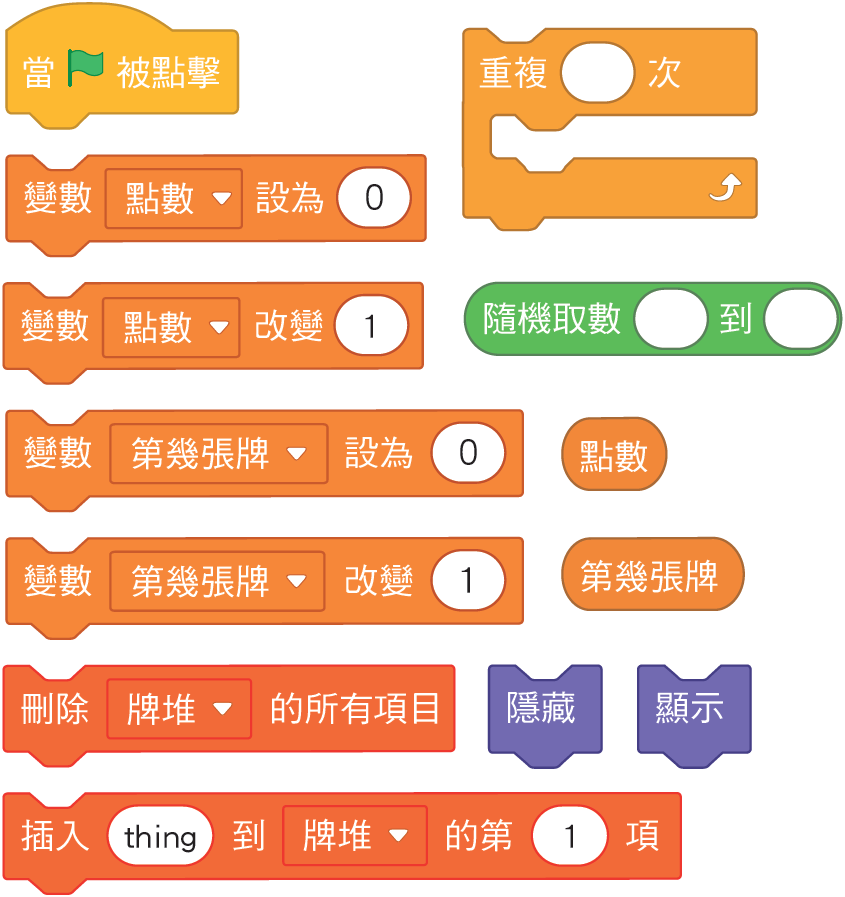 當 被點擊
重複 次
變數 點數 設為 0
變數 點數 改變 1
隨機取數 到
變數 第幾張牌 設為 0
點數
變數 第幾張牌 改變 1
第幾張牌
刪除 牌堆 的所有項目
隱藏
顯示
插入 thing 到 牌堆 的第 1 項